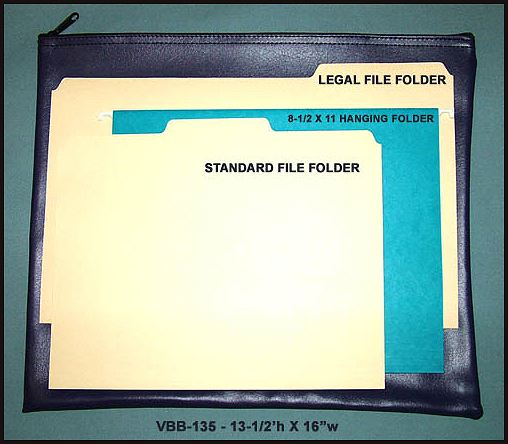 LEGAL FILE FOLDER
8-1/2 X 11 HANGING FOLDER
STANDARD FILE FOLDER
VBB-135 - 13-1/2'h X 16"w